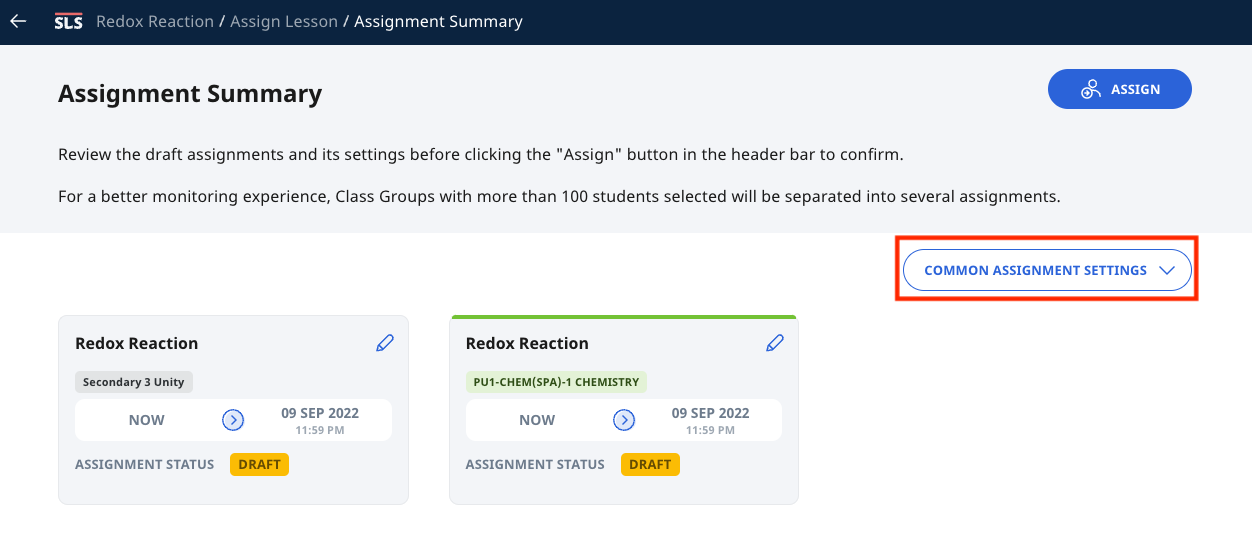 SLS Redox Reaction / Assign Lesson / Assignment Summary
Assignment Summary
ASSIGN
Review the draft assignments and its settings before clicking the "Assign" button in the header bar to confirm.
For a better monitoring experience, Class Groups with more than 100 students selected will be separated into several assignments.
COMMON ASSIGNMENT SETTINGS
Redox Reaction
Secondary 3 Unity
NOW
09 SEP 2022
11:59 PM
ASSIGNMENT STATUS DRAFT
Redox Reaction
PU1-CHEM(SPA)-1 CHEMISTRY
NOW
09 SEP 2022
11:59 PM
ASSIGNMENT STATUS DRAFT